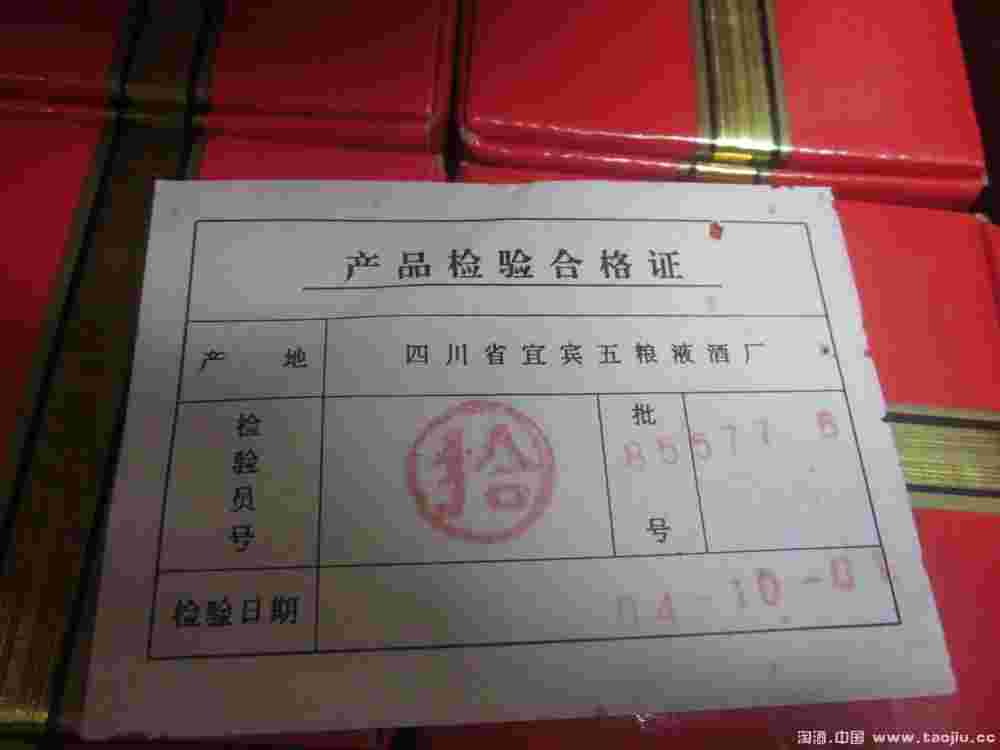 产品检验合格证
产 地 四川省宜宾五粮液酒厂
检验员号 拾 批号 85577 5
检验日期 04-10-0
淘酒.中国 www.taojiu.cc